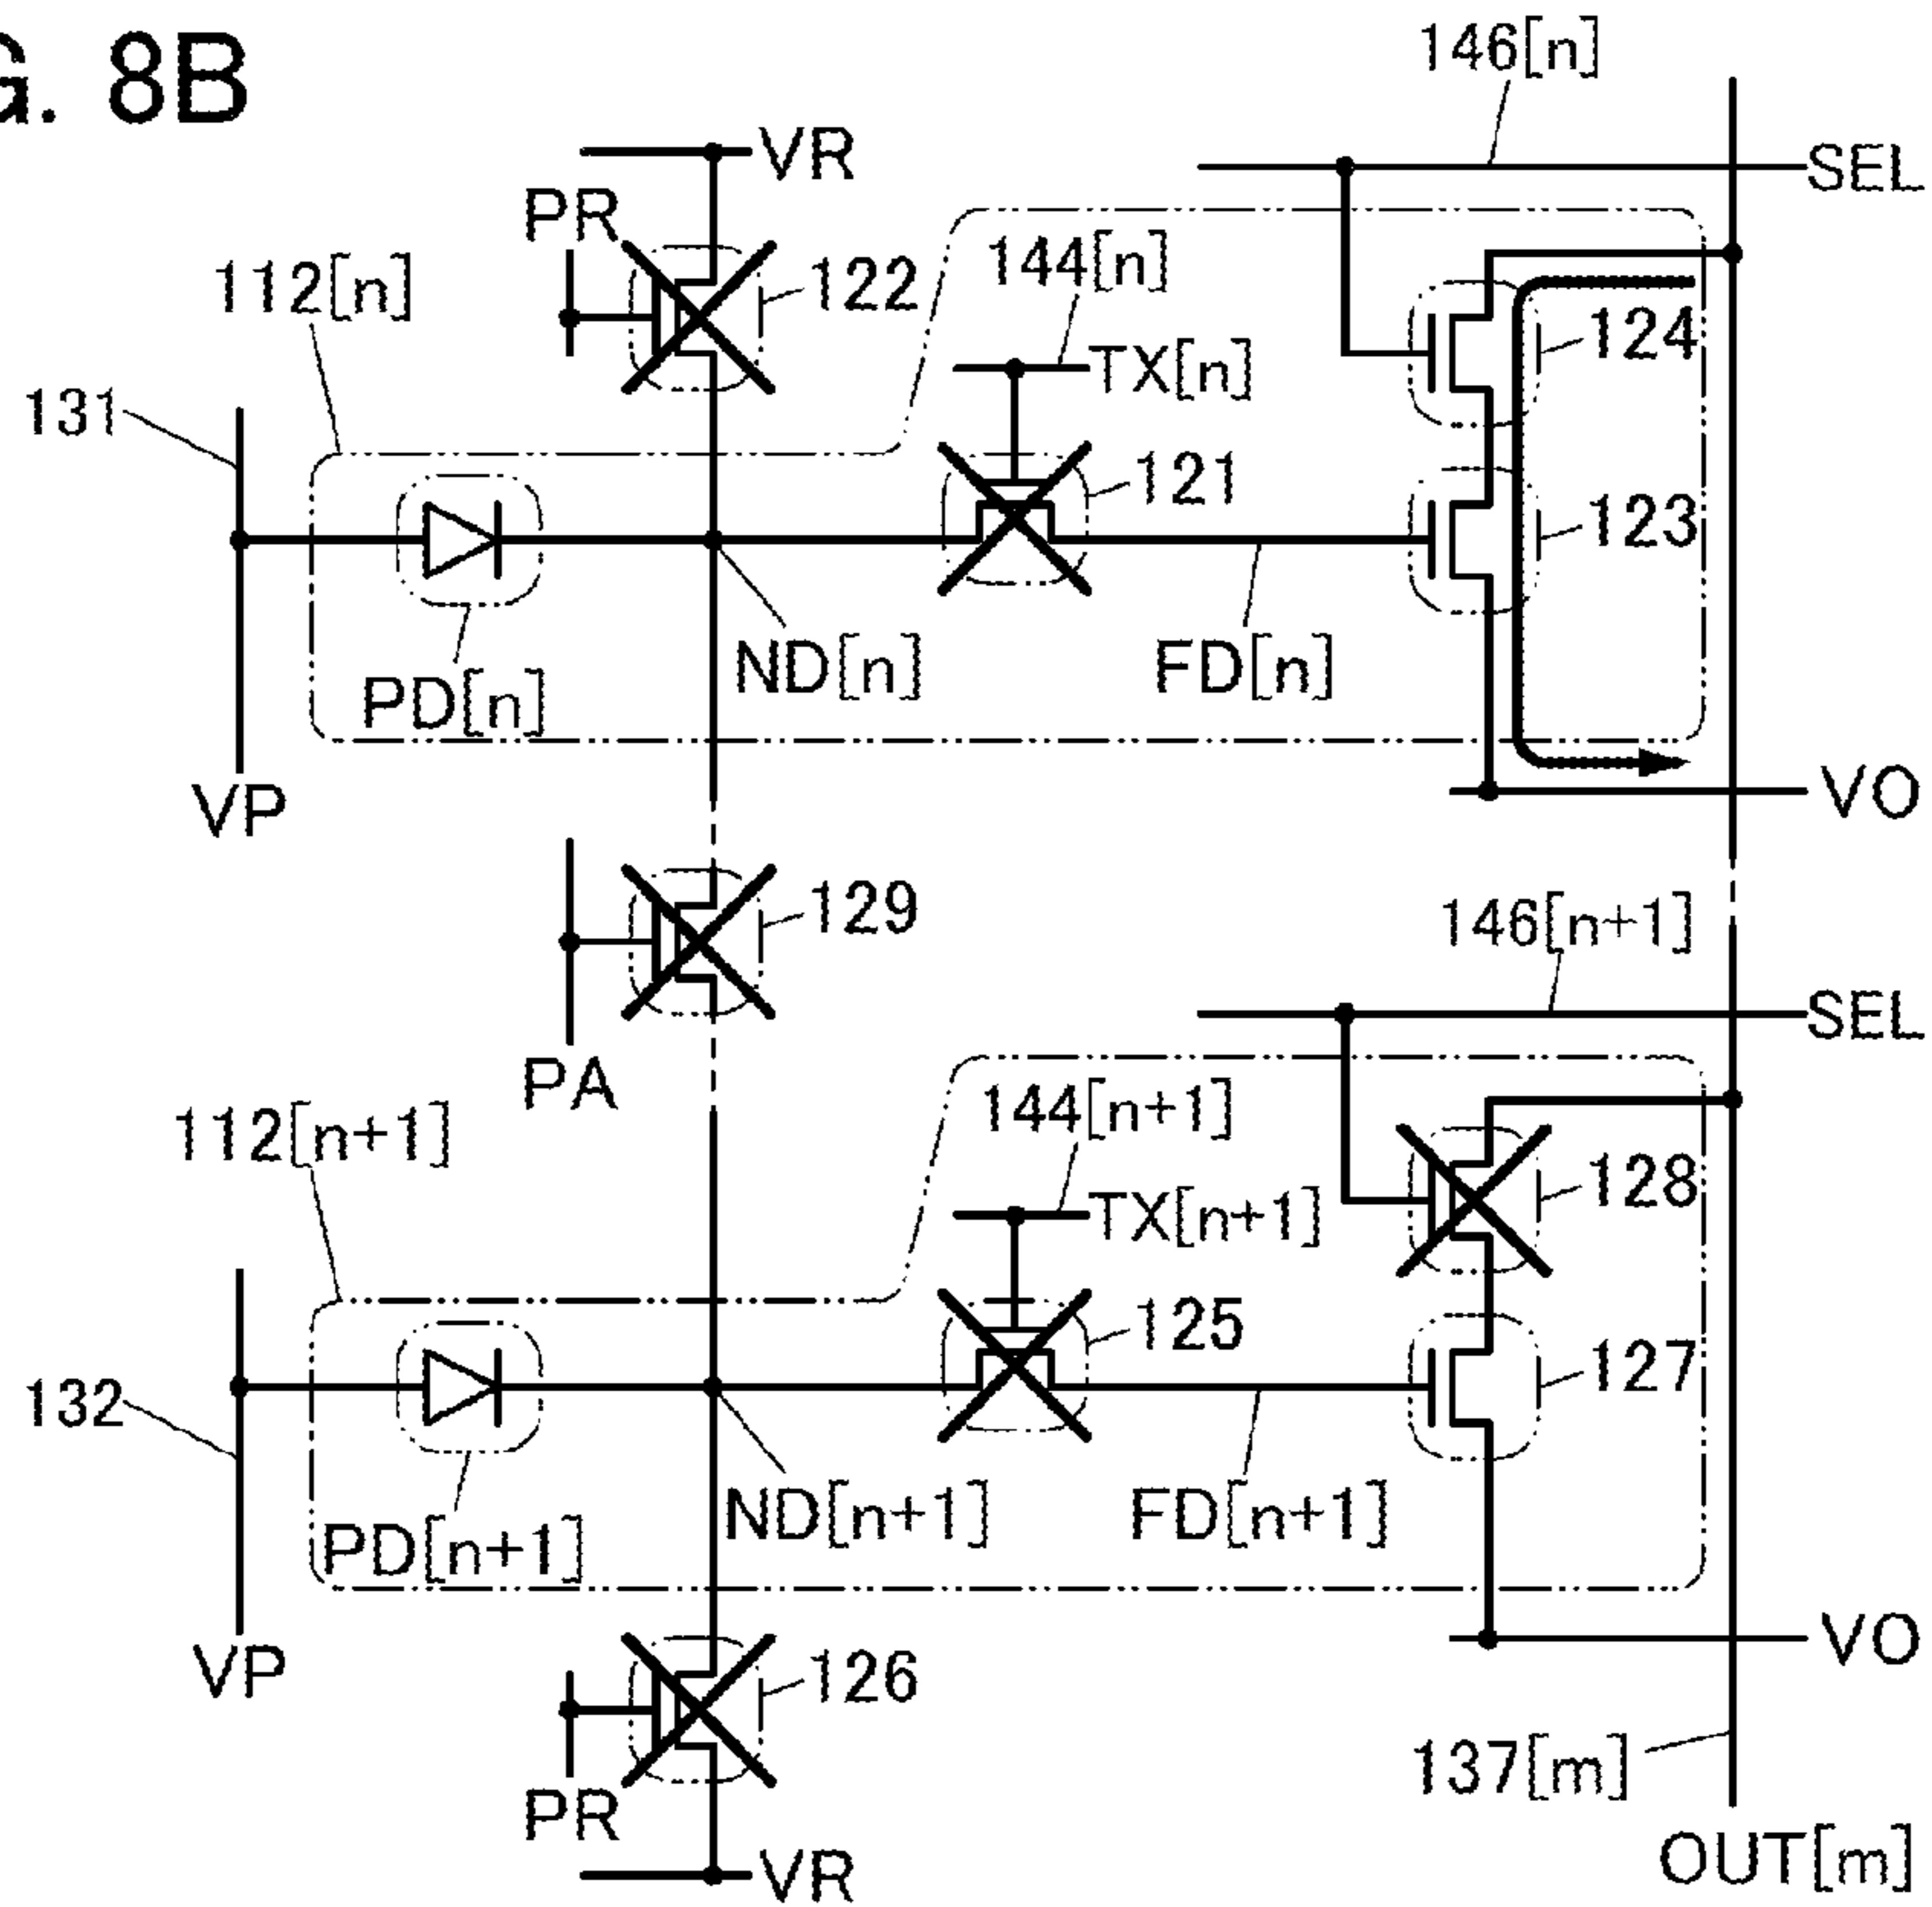 G. 8B
146[n]
VR
SEL
PR
122
144[n]
112[n]
124
TX[n]
131
121
123
ND[n]
FD[n]
PD[n]
VP
VO
129
146[n+1]
SEL
PA
144[n+1]
112[n+1]
128
TX[n+1]
125
127
132
ND[n+1]
FD[n+1]
PD[n+1]
VP
VO
126
137[m]
PR
VR
OUT[m]